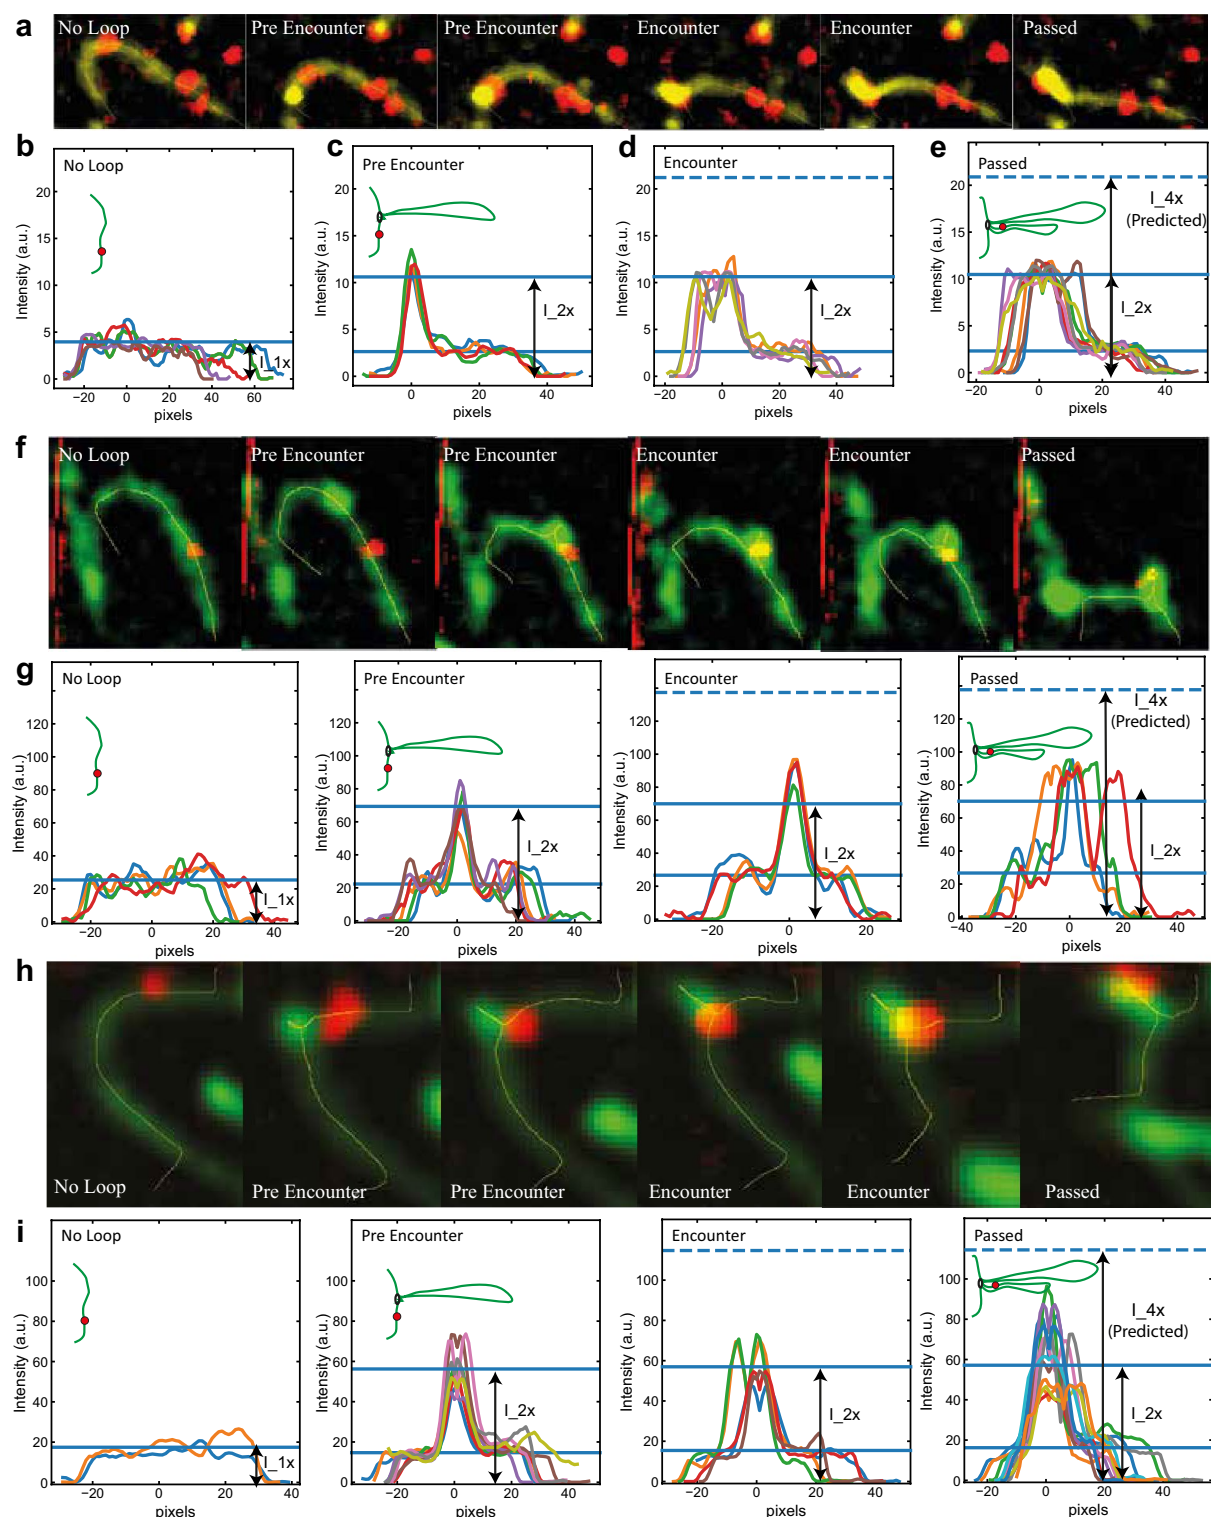 a
No Loop
Pre Encounter
Pre Encounter
Encounter
Encounter
Passed
b
No Loop
Intensity (a.u.)
20
15
10
5
0
I_1x
−20 0 20 40 60
pixels
c
Pre Encounter
Intensity (a.u.)
20
15
10
5
0
I_2x
0 20 40
pixels
d
Encounter
Intensity (a.u.)
20
15
10
5
0
I_2x
−20 0 20 40
pixels
e
Passed
Intensity (a.u.)
20
15
10
5
0
I_4x
(Predicted)
I_2x
−20 0 20 40
pixels
f
No Loop
Pre Encounter
Pre Encounter
Encounter
Encounter
Passed
g
No Loop
Intensity (a.u.)
120
100
80
60
40
20
0
I_1x
−20 0 20 40
pixels
Pre Encounter
Intensity (a.u.)
120
100
80
60
40
20
0
I_2x
−20 0 20 40
pixels
Encounter
Intensity (a.u.)
120
100
80
60
40
20
0
I_2x
−20 0 20
pixels
Passed
Intensity (a.u.)
120
100
80
60
40
20
0
I_4x
(Predicted)
I_2x
−40 −20 0 20 40
pixels
h
No Loop
Pre Encounter
Pre Encounter
Encounter
Encounter
Passed
i
No Loop
Intensity (a.u.)
100
80
60
40
20
0
I_1x
−20 0 20 40
pixels
Pre Encounter
Intensity (a.u.)
100
80
60
40
20
0
I_2x
−20 0 20 40
pixels
Encounter
Intensity (a.u.)
100
80
60
40
20
0
I_2x
−20 0 20 40
pixels
Passed
Intensity (a.u.)
100
80
60
40
20
0
I_4x
(Predicted)
I_2x
−20 0 20 40
pixels